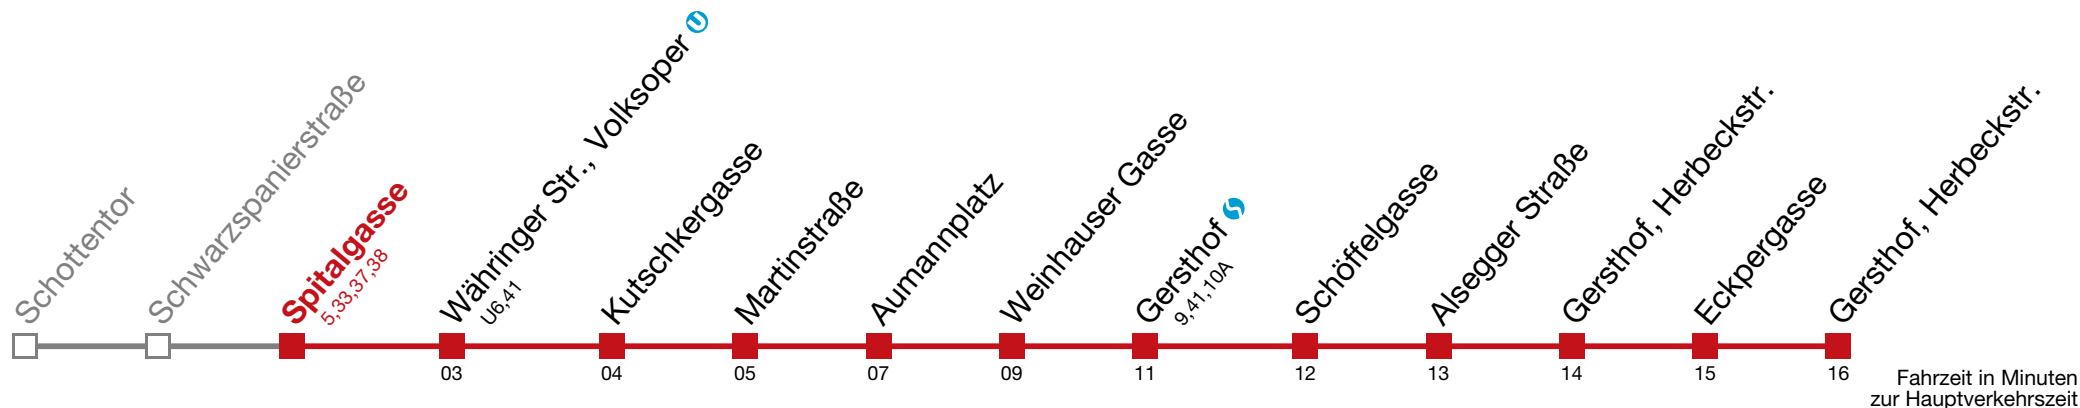 Schottentor
Schwarzspanierstraße
Spitalgasse
5,33,37,38
Währinger Str., Volksoper U
U6,41
Kutschkergasse
Martinstraße
Aumannplatz
Weinhauser Gasse
Gersthof S
9,41,10A
Schöffelgasse
Alsegger Straße
Gersthof, Herbeckstr.
Eckpergasse
Gersthof, Herbeckstr.
03 04 05 07 09 11 12 13 14 15 16
Fahrzeit in Minuten
zur Hauptverkehrszeit